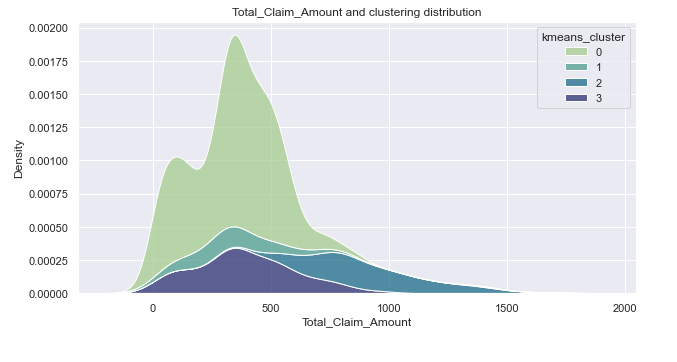 Total_Claim_Amount and clustering distribution
kmeans_cluster
0
1
2
3
0.00200
0.00175
0.00150
0.00125
0.00100
0.00075
0.00050
0.00025
0.00000
Density
0 500 1000 1500 2000
Total_Claim_Amount